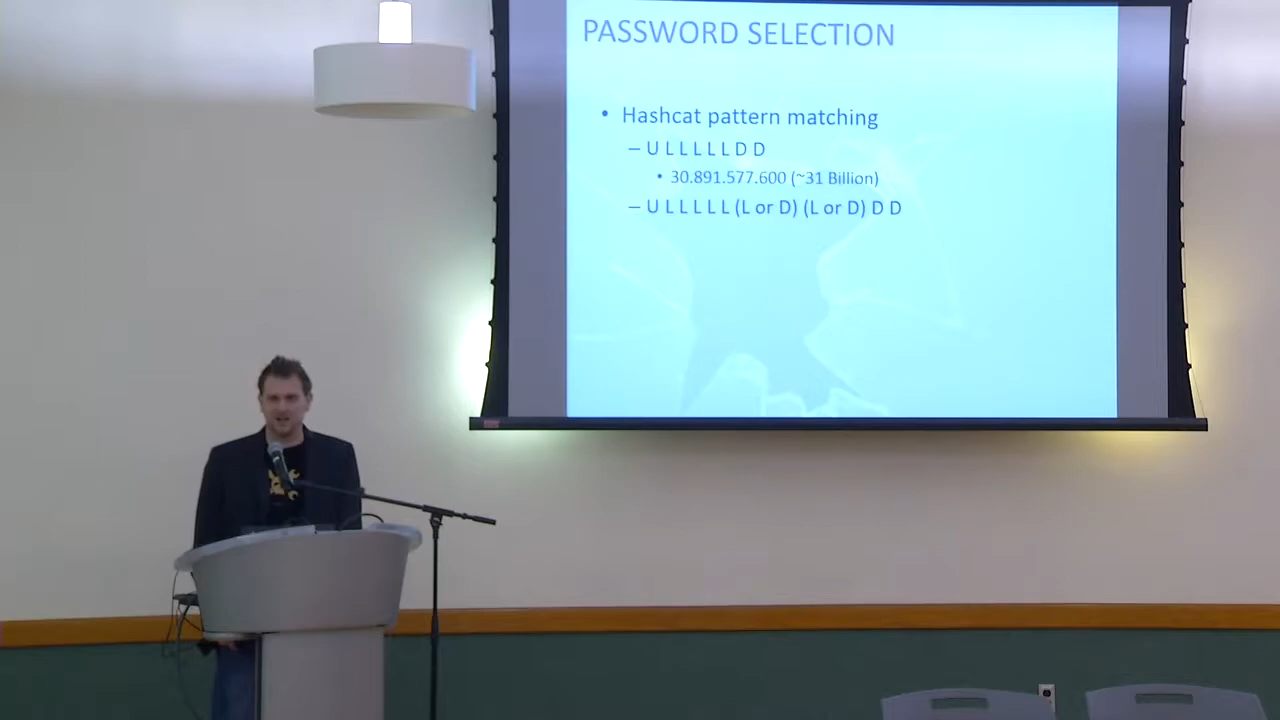 PASSWORD SELECTION
• Hashcat pattern matching
– U L L L L L D D
• 30.891.577.600 (~31 Billion)
– U L L L L L (L or D) (L or D) D D